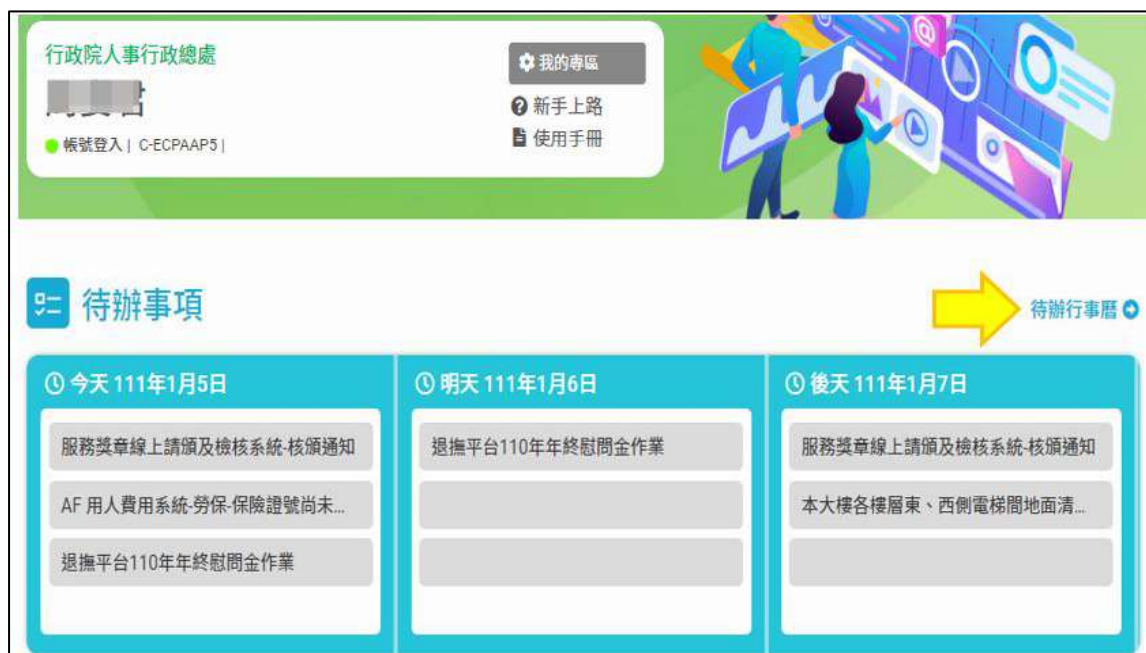 行政院人事行政總處
我的專區
新手上路
使用手冊
帳號登入 | C-ECPAAP5 |
待辦事項
待辦行事曆
今天 111年1月5日
服務獎章線上請頒及檢核系統-核頒通知
AF 用人費用系統-勞保-保險證號尚未...
退撫平台110年年終慰問金作業
明天 111年1月6日
退撫平台110年年終慰問金作業
後天 111年1月7日
服務獎章線上請頒及檢核系統-核頒通知
本大樓各樓層東、西側電梯間地面清...